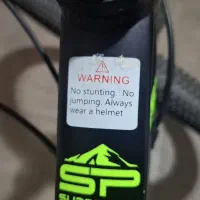 WARNING
No stunting. No
jumping. Always
wear a helmet
SP